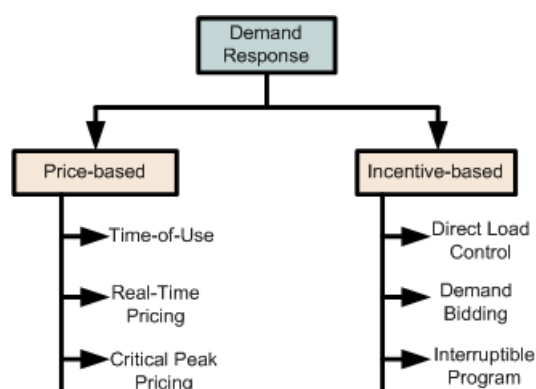 Demand
Response
Price-based
Incentive-based
Time-of-Use
Real-Time
Pricing
Critical Peak
Pricing
Direct Load
Control
Demand
Bidding
Interruptible
Program